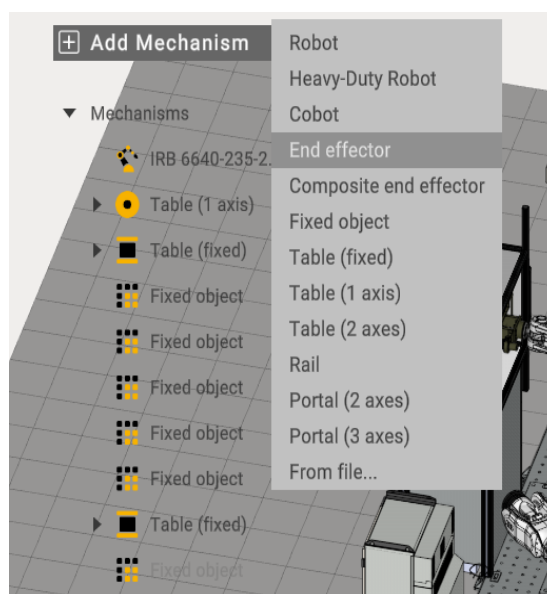 Add Mechanism
Mechanisms
IRB 6640-235-2.
Table (1 axis)
Table (fixed)
Fixed object
Fixed object
Fixed object
Fixed object
Fixed object
Table (fixed)
Fixed object
Robot
Heavy-Duty Robot
Cobot
End effector
Composite end effector
Fixed object
Table (fixed)
Table (1 axis)
Table (2 axes)
Rail
Portal (2 axes)
Portal (3 axes)
From file...